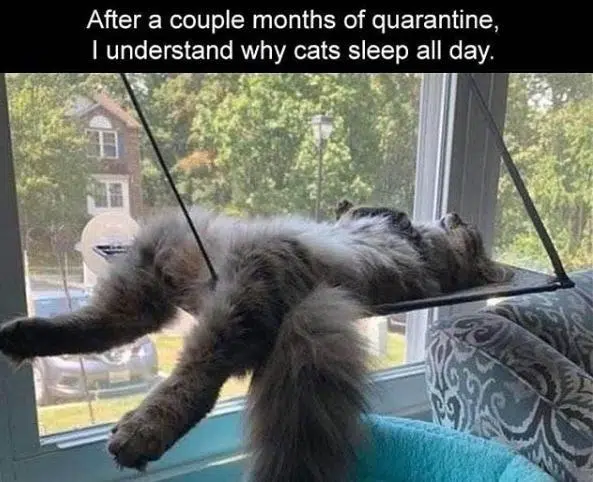 After a couple months of quarantine,
I understand why cats sleep all day.